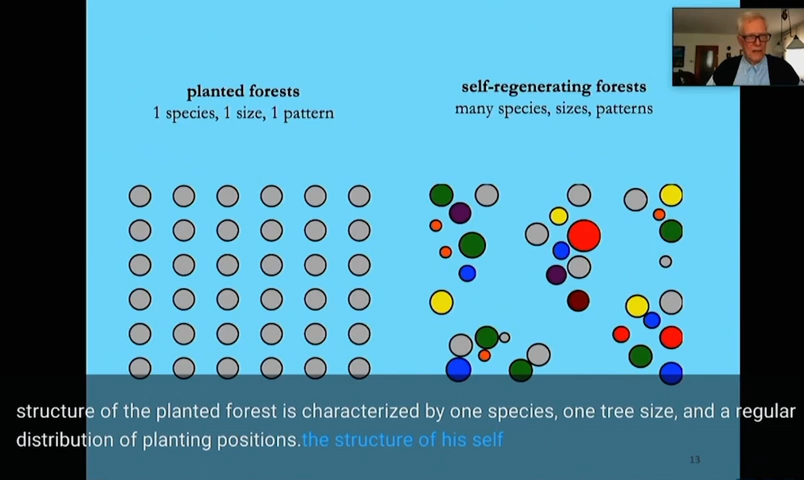 planted forests
1 species, 1 size, 1 pattern
self-regenerating forests
many species, sizes, patterns
structure of the planted forest is characterized by one species, one tree size, and a regular
distribution of planting positions.the structure of his self
13